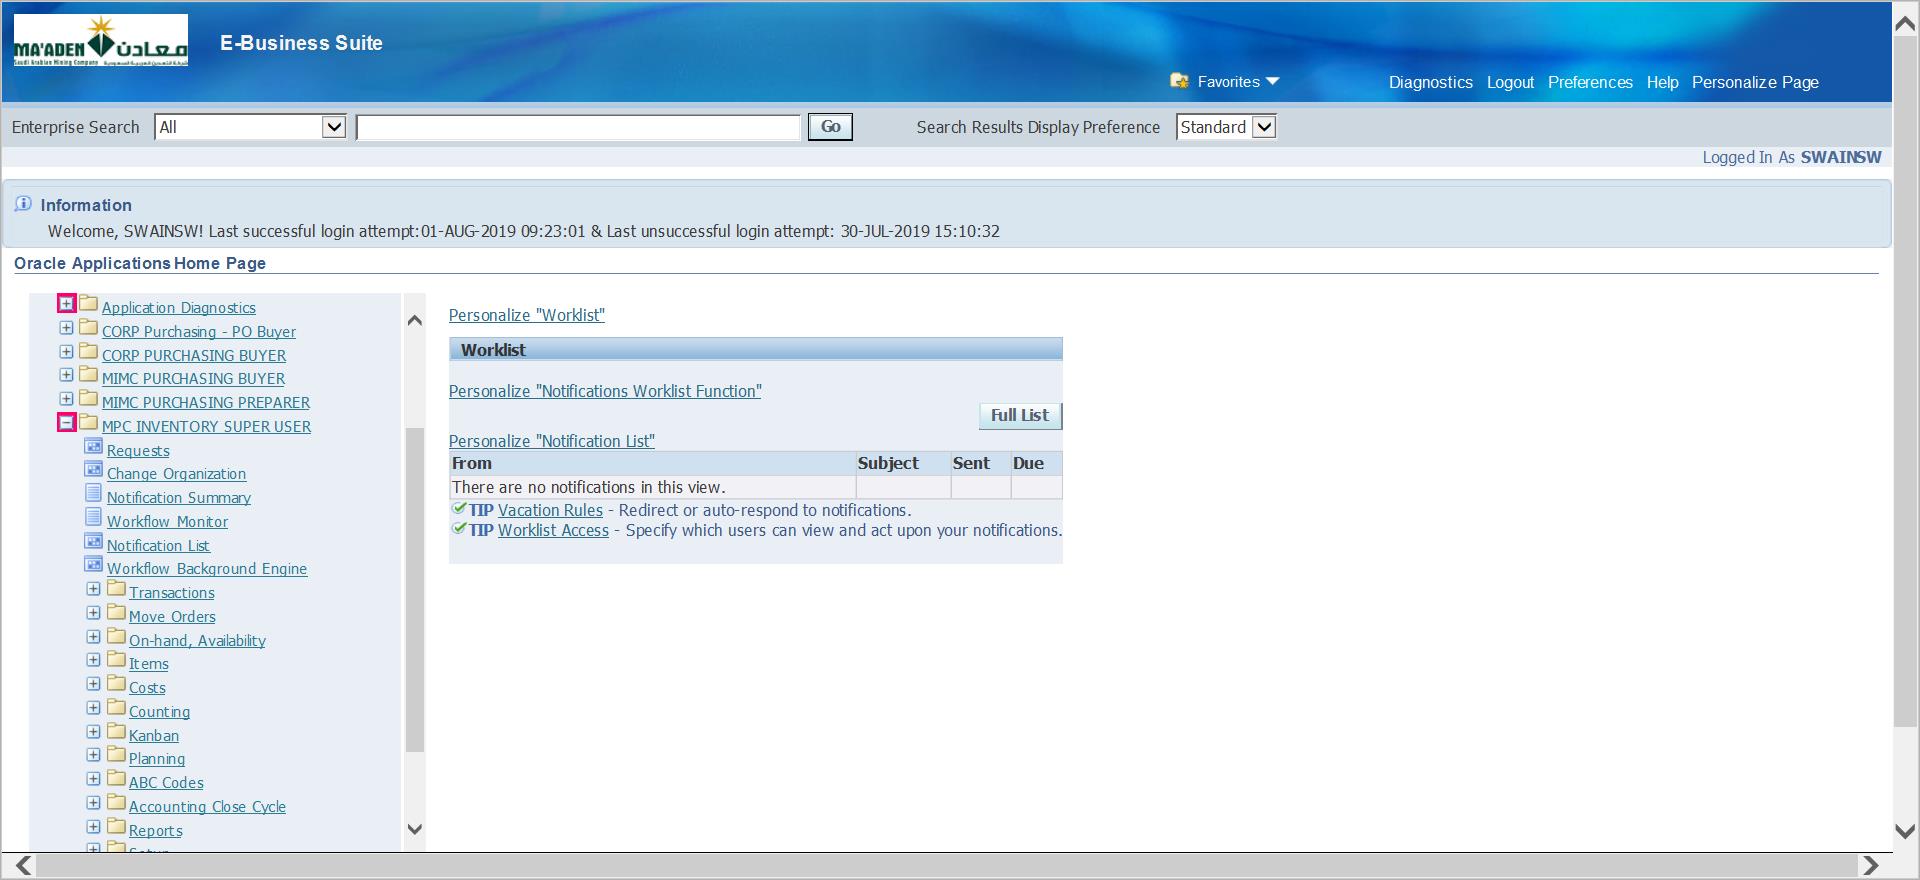 MA'ADEN معادن
Saudi Arabian Mining Company
E-Business Suite
Favorites
Diagnostics Logout Preferences Help Personalize Page
Enterprise Search All Go Search Results Display Preference Standard
Logged In As SWAINSW
Information
Welcome, SWAINSW! Last successful login attempt:01-AUG-2019 09:23:01 & Last unsuccessful login attempt: 30-JUL-2019 15:10:32
Oracle Applications Home Page
Application Diagnostics
CORP Purchasing - PO Buyer
CORP PURCHASING BUYER
MIMC PURCHASING BUYER
MIMC PURCHASING PREPARER
MPC INVENTORY SUPER USER
Requests
Change Organization
Notification Summary
Workflow Monitor
Notification List
Workflow Background Engine
Transactions
Move Orders
On-hand, Availability
Items
Costs
Counting
Kanban
Planning
ABC Codes
Accounting Close Cycle
Reports
Personalize "Worklist"
Worklist
Personalize "Notifications Worklist Function"
Full List
Personalize "Notification List"
From Subject Sent Due
There are no notifications in this view.
TIP Vacation Rules - Redirect or auto-respond to notifications.
TIP Worklist Access - Specify which users can view and act upon your notifications.